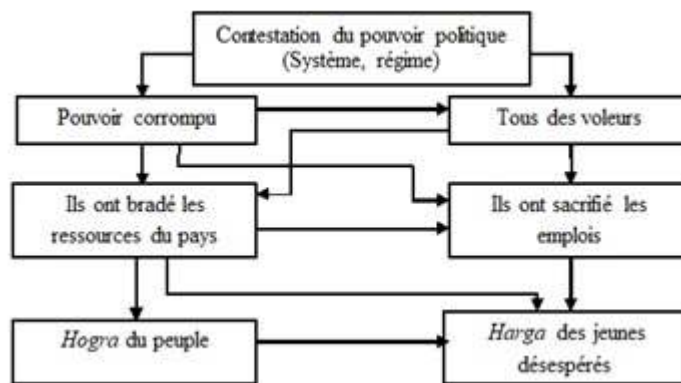 Contestation du pouvoir politique
(Système, régime)
Pouvoir corrompu
Tous des voleurs
Ils ont bradé les
ressources du pays
Ils ont sacrifié les
emplois
Hogra du peuple
Harga des jeunes
désespérés